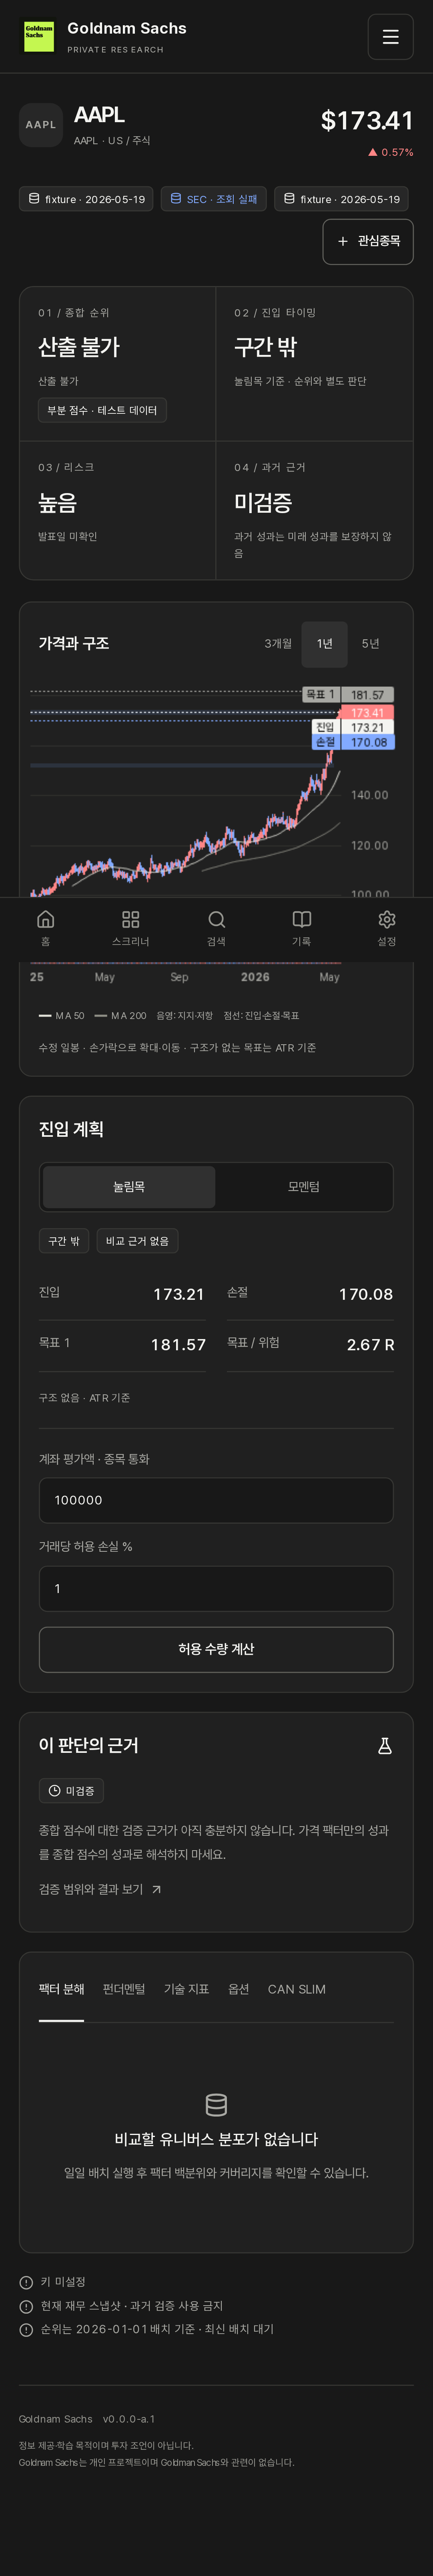 Goldnam Sachs
Goldnam Sachs
PRIVATE RESEARCH
AAPL
AAPL
AAPL · US / 주식
$173.41
▲ 0.57%
fixture · 2026-05-19
SEC · 조회 실패
fixture · 2026-05-19
+ 관심종목
01 / 종합 순위
산출 불가
산출 불가
부분 점수 · 테스트 데이터
02 / 진입 타이밍
구간 밖
눌림목 기준 · 순위와 별도 판단
03 / 리스크
높음
발표일 미확인
04 / 과거 근거
미검증
과거 성과는 미래 성과를 보장하지 않
음
가격과 구조
3개월 1년 5년
목표 1 181.57
173.41
진입 173.21
손절 170.08
140.00
120.00
100.00
홈 스크리너 검색 기록 설정
25 May Sep 2026 May
MA 50 MA 200 음영: 지지·저항 점선: 진입·손절·목표
수정 일봉 · 손가락으로 확대·이동 · 구조가 없는 목표는 ATR 기준
진입 계획
눌림목 모멘텀
구간 밖 비교 근거 없음
진입 173.21 손절 170.08
목표 1 181.57 목표 / 위험 2.67 R
구조 없음 · ATR 기준
계좌 평가액 · 종목 통화
100000
거래당 허용 손실 %
1
허용 수량 계산
이 판단의 근거
미검증
종합 점수에 대한 검증 근거가 아직 충분하지 않습니다. 가격 팩터만의 성과
를 종합 점수의 성과로 해석하지 마세요.
검증 범위와 결과 보기
팩터 분해 펀더멘털 기술 지표 옵션 CAN SLIM
비교할 유니버스 분포가 없습니다
일일 배치 실행 후 팩터 백분위와 커버리지를 확인할 수 있습니다.
키 미설정
현재 재무 스냅샷 · 과거 검증 사용 금지
순위는 2026-01-01 배치 기준 · 최신 배치 대기
Goldnam Sachs v0.0.0-a.1
정보 제공·학습 목적이며 투자 조언이 아닙니다.
Goldnam Sachs는 개인 프로젝트이며 Goldman Sachs와 관련이 없습니다.